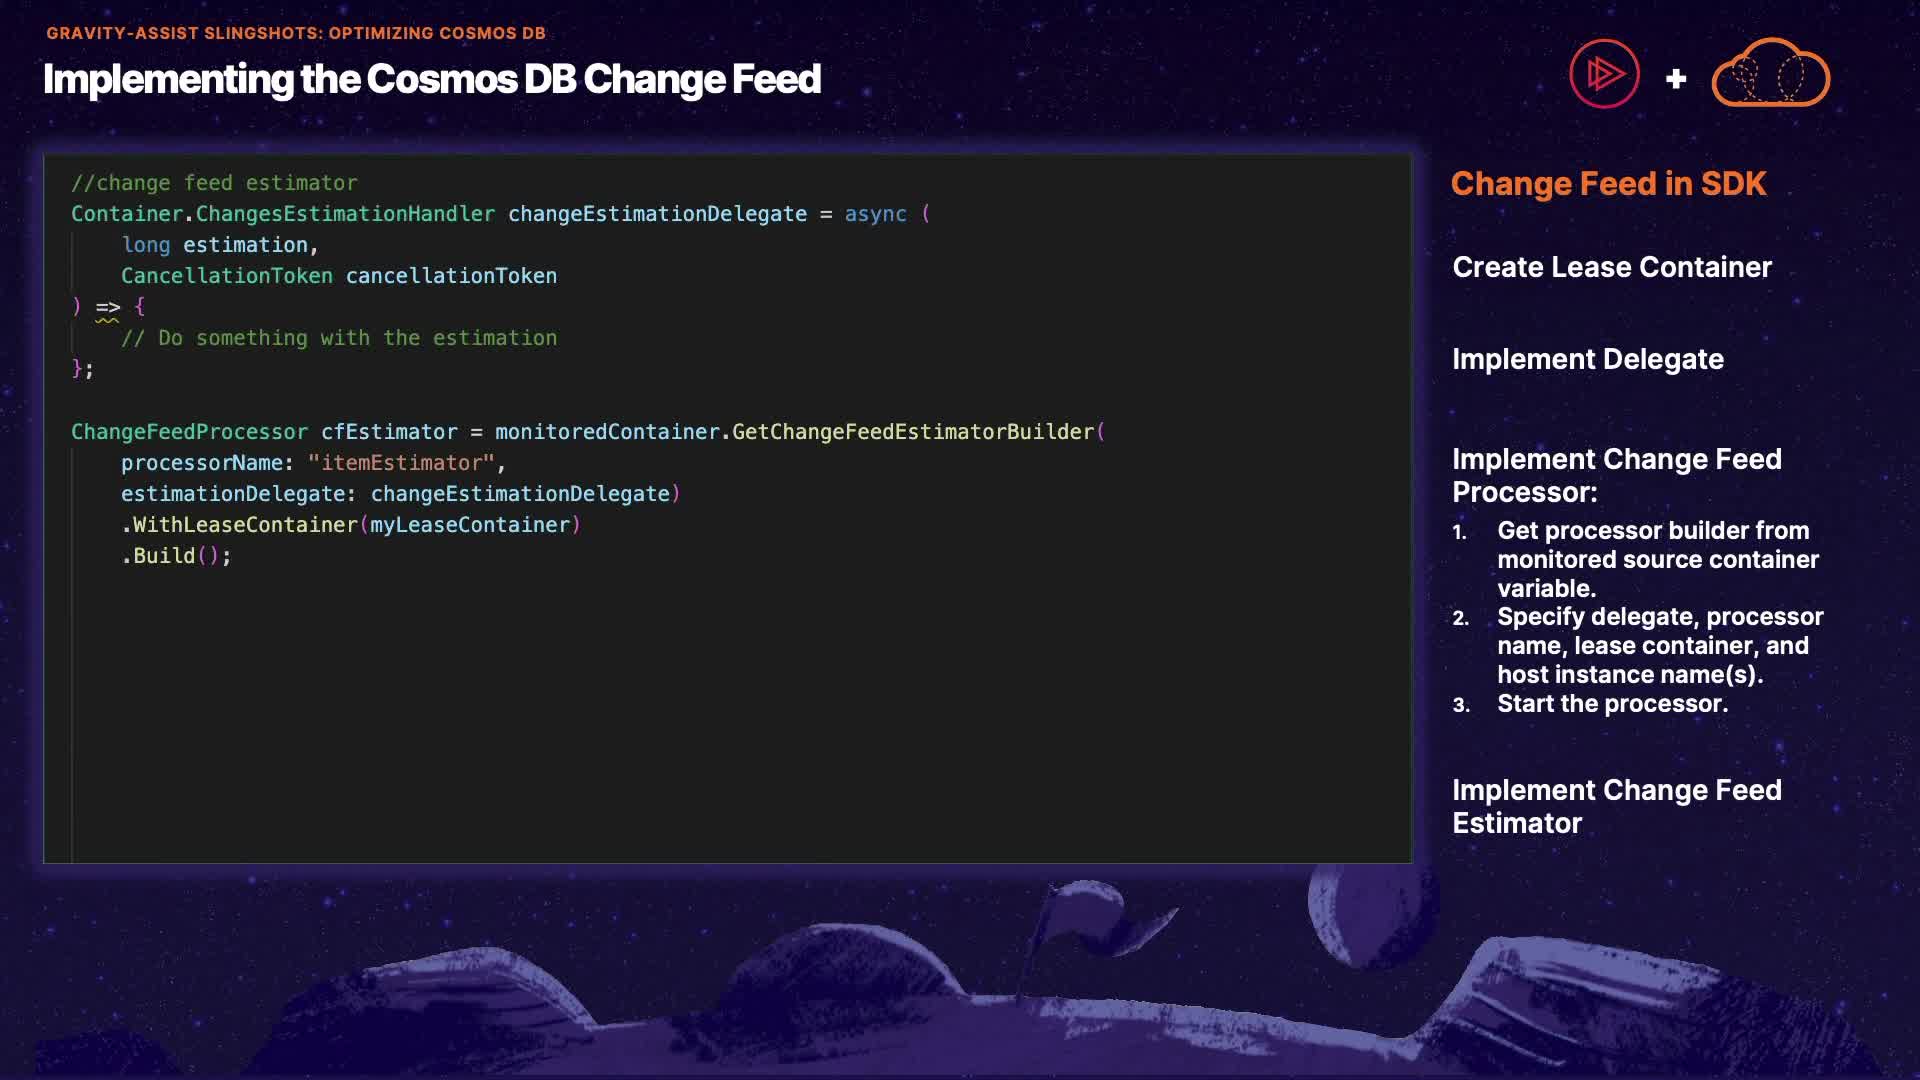 GRAVITY-ASSIST SLINGSHOTS: OPTIMIZING COSMOS DB
Implementing the Cosmos DB Change Feed
//change feed estimator
Container.ChangesEstimationHandler changeEstimationDelegate = async (
    long estimation,
    CancellationToken cancellationToken
) => {
    // Do something with the estimation
};
ChangeFeedProcessor cfEstimator = monitoredContainer.GetChangeFeedEstimatorBuilder(
    processorName: "itemEstimator",
    estimationDelegate: changeEstimationDelegate)
    .WithLeaseContainer(myLeaseContainer)
    .Build();
Change Feed in SDK
Create Lease Container
Implement Delegate
Implement Change Feed
Processor:
1. Get processor builder from
monitored source container
variable.
2. Specify delegate, processor
name, lease container, and
host instance name(s).
3. Start the processor.
Implement Change Feed
Estimator